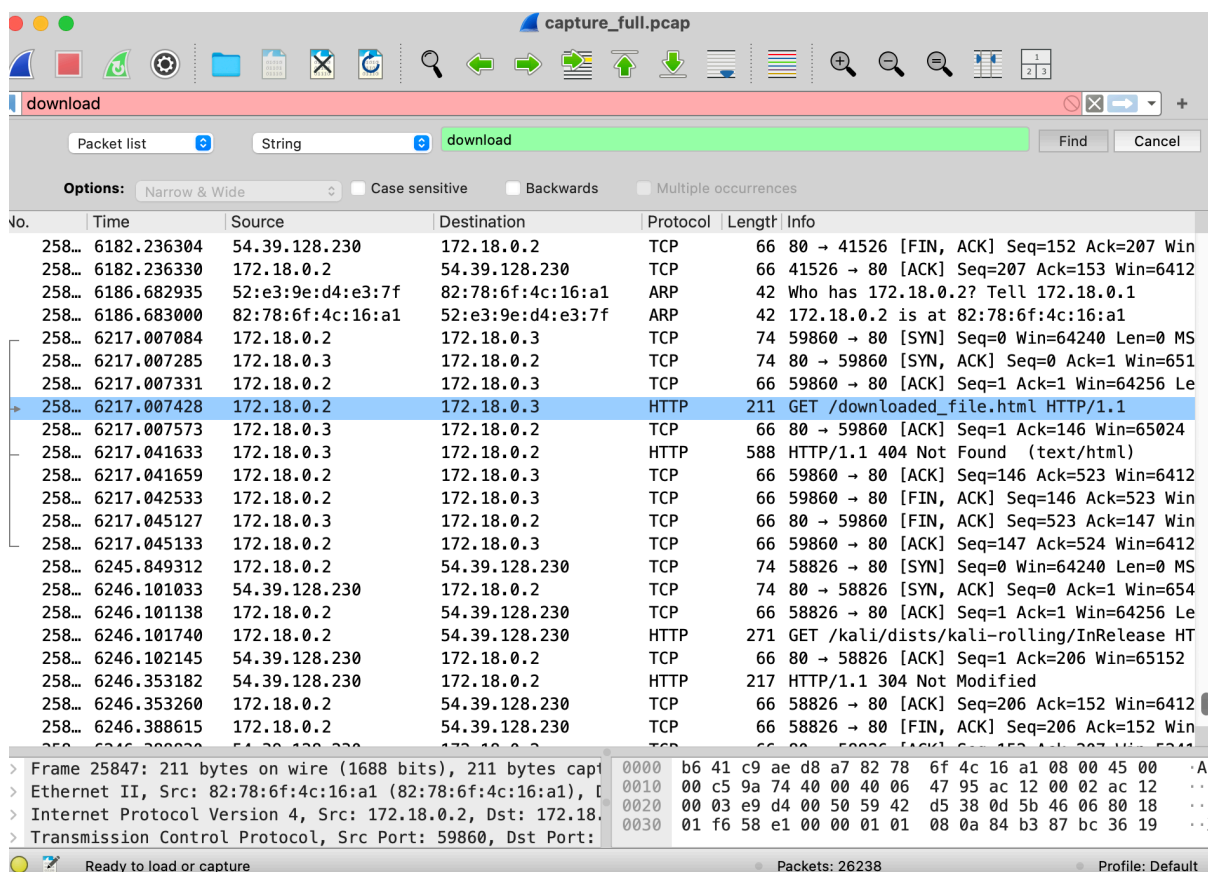 capture_full.pcap
download
Packet list String download Find Cancel
Options: Narrow & Wide Case sensitive Backwards Multiple occurrences
No. Time Source Destination Protocol Length Info
258… 6182.236304 54.39.128.230 172.18.0.2 TCP 66 80 → 41526 [FIN, ACK] Seq=152 Ack=207 Win
258… 6182.236330 172.18.0.2 54.39.128.230 TCP 66 41526 → 80 [ACK] Seq=207 Ack=153 Win=6412
258… 6186.682935 52:e3:9e:d4:e3:7f 82:78:6f:4c:16:a1 ARP 42 Who has 172.18.0.2? Tell 172.18.0.1
258… 6186.683000 82:78:6f:4c:16:a1 52:e3:9e:d4:e3:7f ARP 42 172.18.0.2 is at 82:78:6f:4c:16:a1
258… 6217.007084 172.18.0.2 172.18.0.3 TCP 74 59860 → 80 [SYN] Seq=0 Win=64240 Len=0 MS
258… 6217.007285 172.18.0.3 172.18.0.2 TCP 74 80 → 59860 [SYN, ACK] Seq=0 Ack=1 Win=651
258… 6217.007331 172.18.0.2 172.18.0.3 TCP 66 59860 → 80 [ACK] Seq=1 Ack=1 Win=64256 Le
258… 6217.007428 172.18.0.2 172.18.0.3 HTTP 211 GET /downloaded_file.html HTTP/1.1
258… 6217.007573 172.18.0.3 172.18.0.2 TCP 66 80 → 59860 [ACK] Seq=1 Ack=146 Win=65024
258… 6217.041633 172.18.0.3 172.18.0.2 HTTP 588 HTTP/1.1 404 Not Found (text/html)
258… 6217.041659 172.18.0.2 172.18.0.3 TCP 66 59860 → 80 [ACK] Seq=146 Ack=523 Win=6412
258… 6217.042533 172.18.0.2 172.18.0.3 TCP 66 59860 → 80 [FIN, ACK] Seq=146 Ack=523 Win
258… 6217.045127 172.18.0.3 172.18.0.2 TCP 66 80 → 59860 [FIN, ACK] Seq=523 Ack=147 Win
258… 6217.045133 172.18.0.2 172.18.0.3 TCP 66 59860 → 80 [ACK] Seq=147 Ack=524 Win=6412
258… 6245.849312 172.18.0.2 54.39.128.230 TCP 74 58826 → 80 [SYN] Seq=0 Win=64240 Len=0 MS
258… 6246.101033 54.39.128.230 172.18.0.2 TCP 74 80 → 58826 [SYN, ACK] Seq=0 Ack=1 Win=654
258… 6246.101138 172.18.0.2 54.39.128.230 TCP 66 58826 → 80 [ACK] Seq=1 Ack=1 Win=64256 Le
258… 6246.101740 172.18.0.2 54.39.128.230 HTTP 271 GET /kali/dists/kali-rolling/InRelease HT
258… 6246.102145 54.39.128.230 172.18.0.2 TCP 66 80 → 58826 [ACK] Seq=1 Ack=206 Win=65152
258… 6246.353182 54.39.128.230 172.18.0.2 HTTP 217 HTTP/1.1 304 Not Modified
258… 6246.353260 172.18.0.2 54.39.128.230 TCP 66 58826 → 80 [ACK] Seq=206 Ack=152 Win=6412
258… 6246.388615 172.18.0.2 54.39.128.230 TCP 66 58826 → 80 [FIN, ACK] Seq=206 Ack=152 Win
Frame 25847: 211 bytes on wire (1688 bits), 211 bytes capt
Ethernet II, Src: 82:78:6f:4c:16:a1 (82:78:6f:4c:16:a1), D
Internet Protocol Version 4, Src: 172.18.0.2, Dst: 172.18.
Transmission Control Protocol, Src Port: 59860, Dst Port:
0000 b6 41 c9 ae d8 a7 82 78 6f 4c 16 a1 08 00 45 00 ·A
0010 00 c5 9a 74 40 00 40 06 47 95 ac 12 00 02 ac 12 ··
0020 00 03 e9 d4 00 50 59 42 d5 38 0d 5b 46 06 80 18 ··
0030 01 f6 58 e1 00 00 01 01 08 0a 84 b3 87 bc 36 19 ··
Ready to load or capture Packets: 26238 Profile: Default